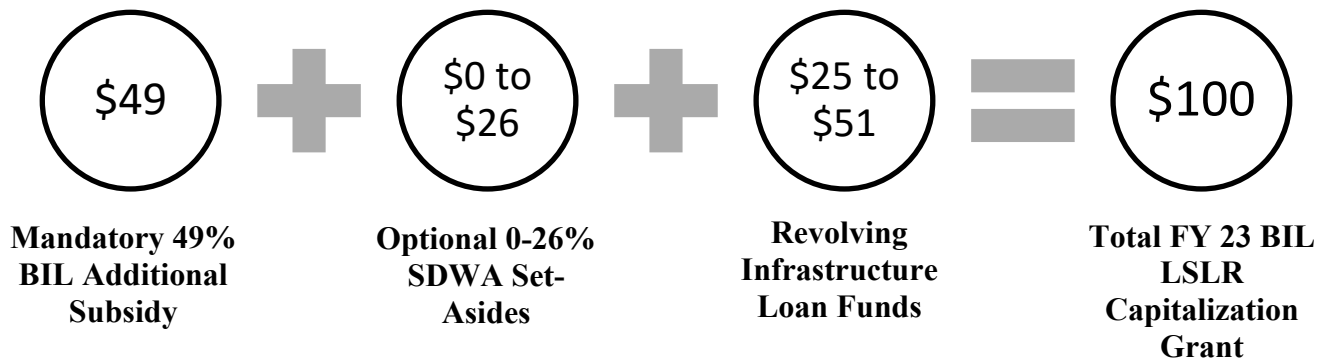 $49
$0 to
$26
$25 to
$51
$100
Mandatory 49%
BIL Additional
Subsidy
Optional 0-26%
SDWA Set-
Asides
Revolving
Infrastructure
Loan Funds
Total FY 23 BIL
LSLR
Capitalization
Grant